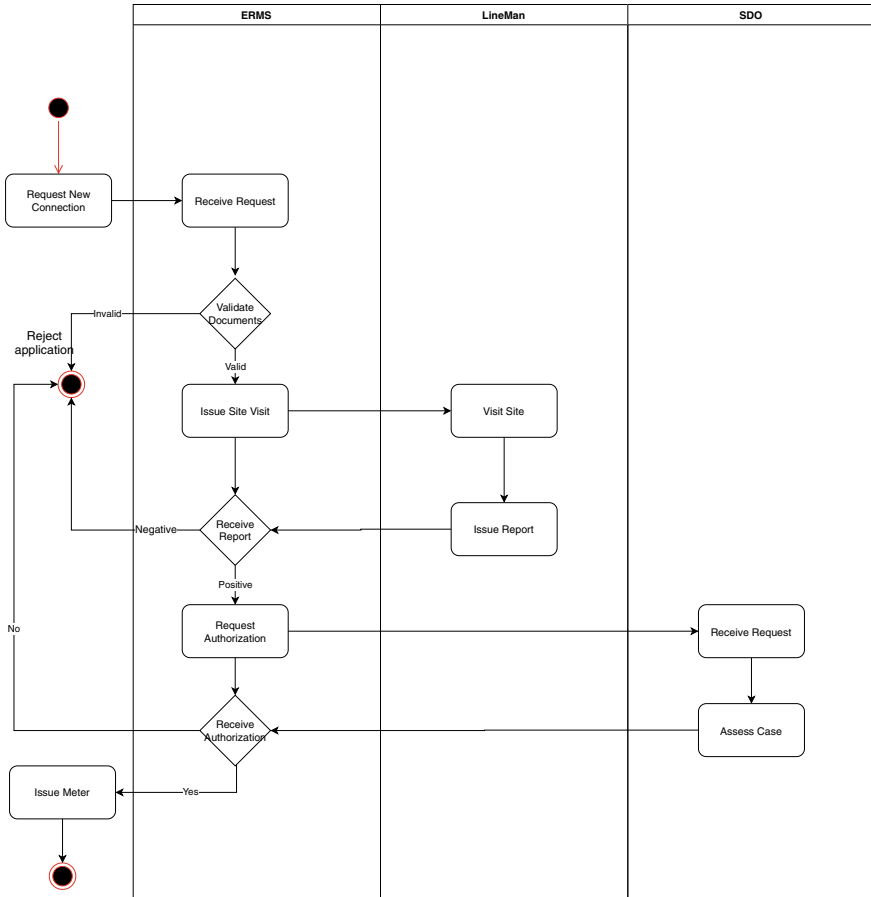 ERMS
LineMan
SDO
Request New
Connection
Receive Request
Validate
Documents
Invalid
Reject
application
Valid
Issue Site Visit
Visit Site
Receive
Report
Negative
Issue Report
Positive
Request
Authorization
Receive Request
No
Receive
Authorization
Assess Case
Issue Meter
Yes